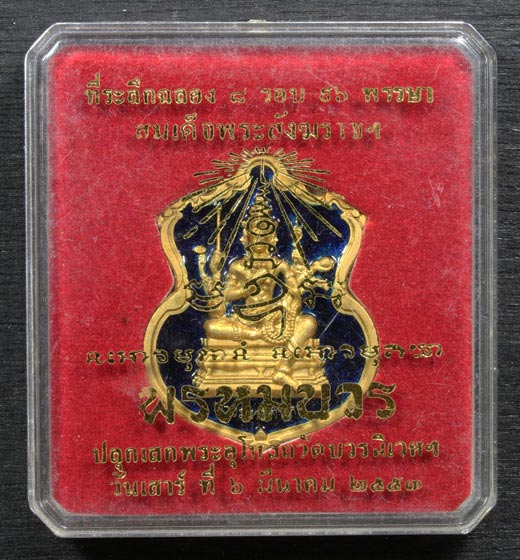 ที่ระลึกฉลอง ๘ รอบ ๙๖ พรรษา
สมเด็จพระสังฆราชฯ
พรหมบวร
ปลุกเสกพระอุโบสถวัดบวรนิเวศฯ
วันเสาร์ ที่ ๖ มีนาคม ๒๕๕๓